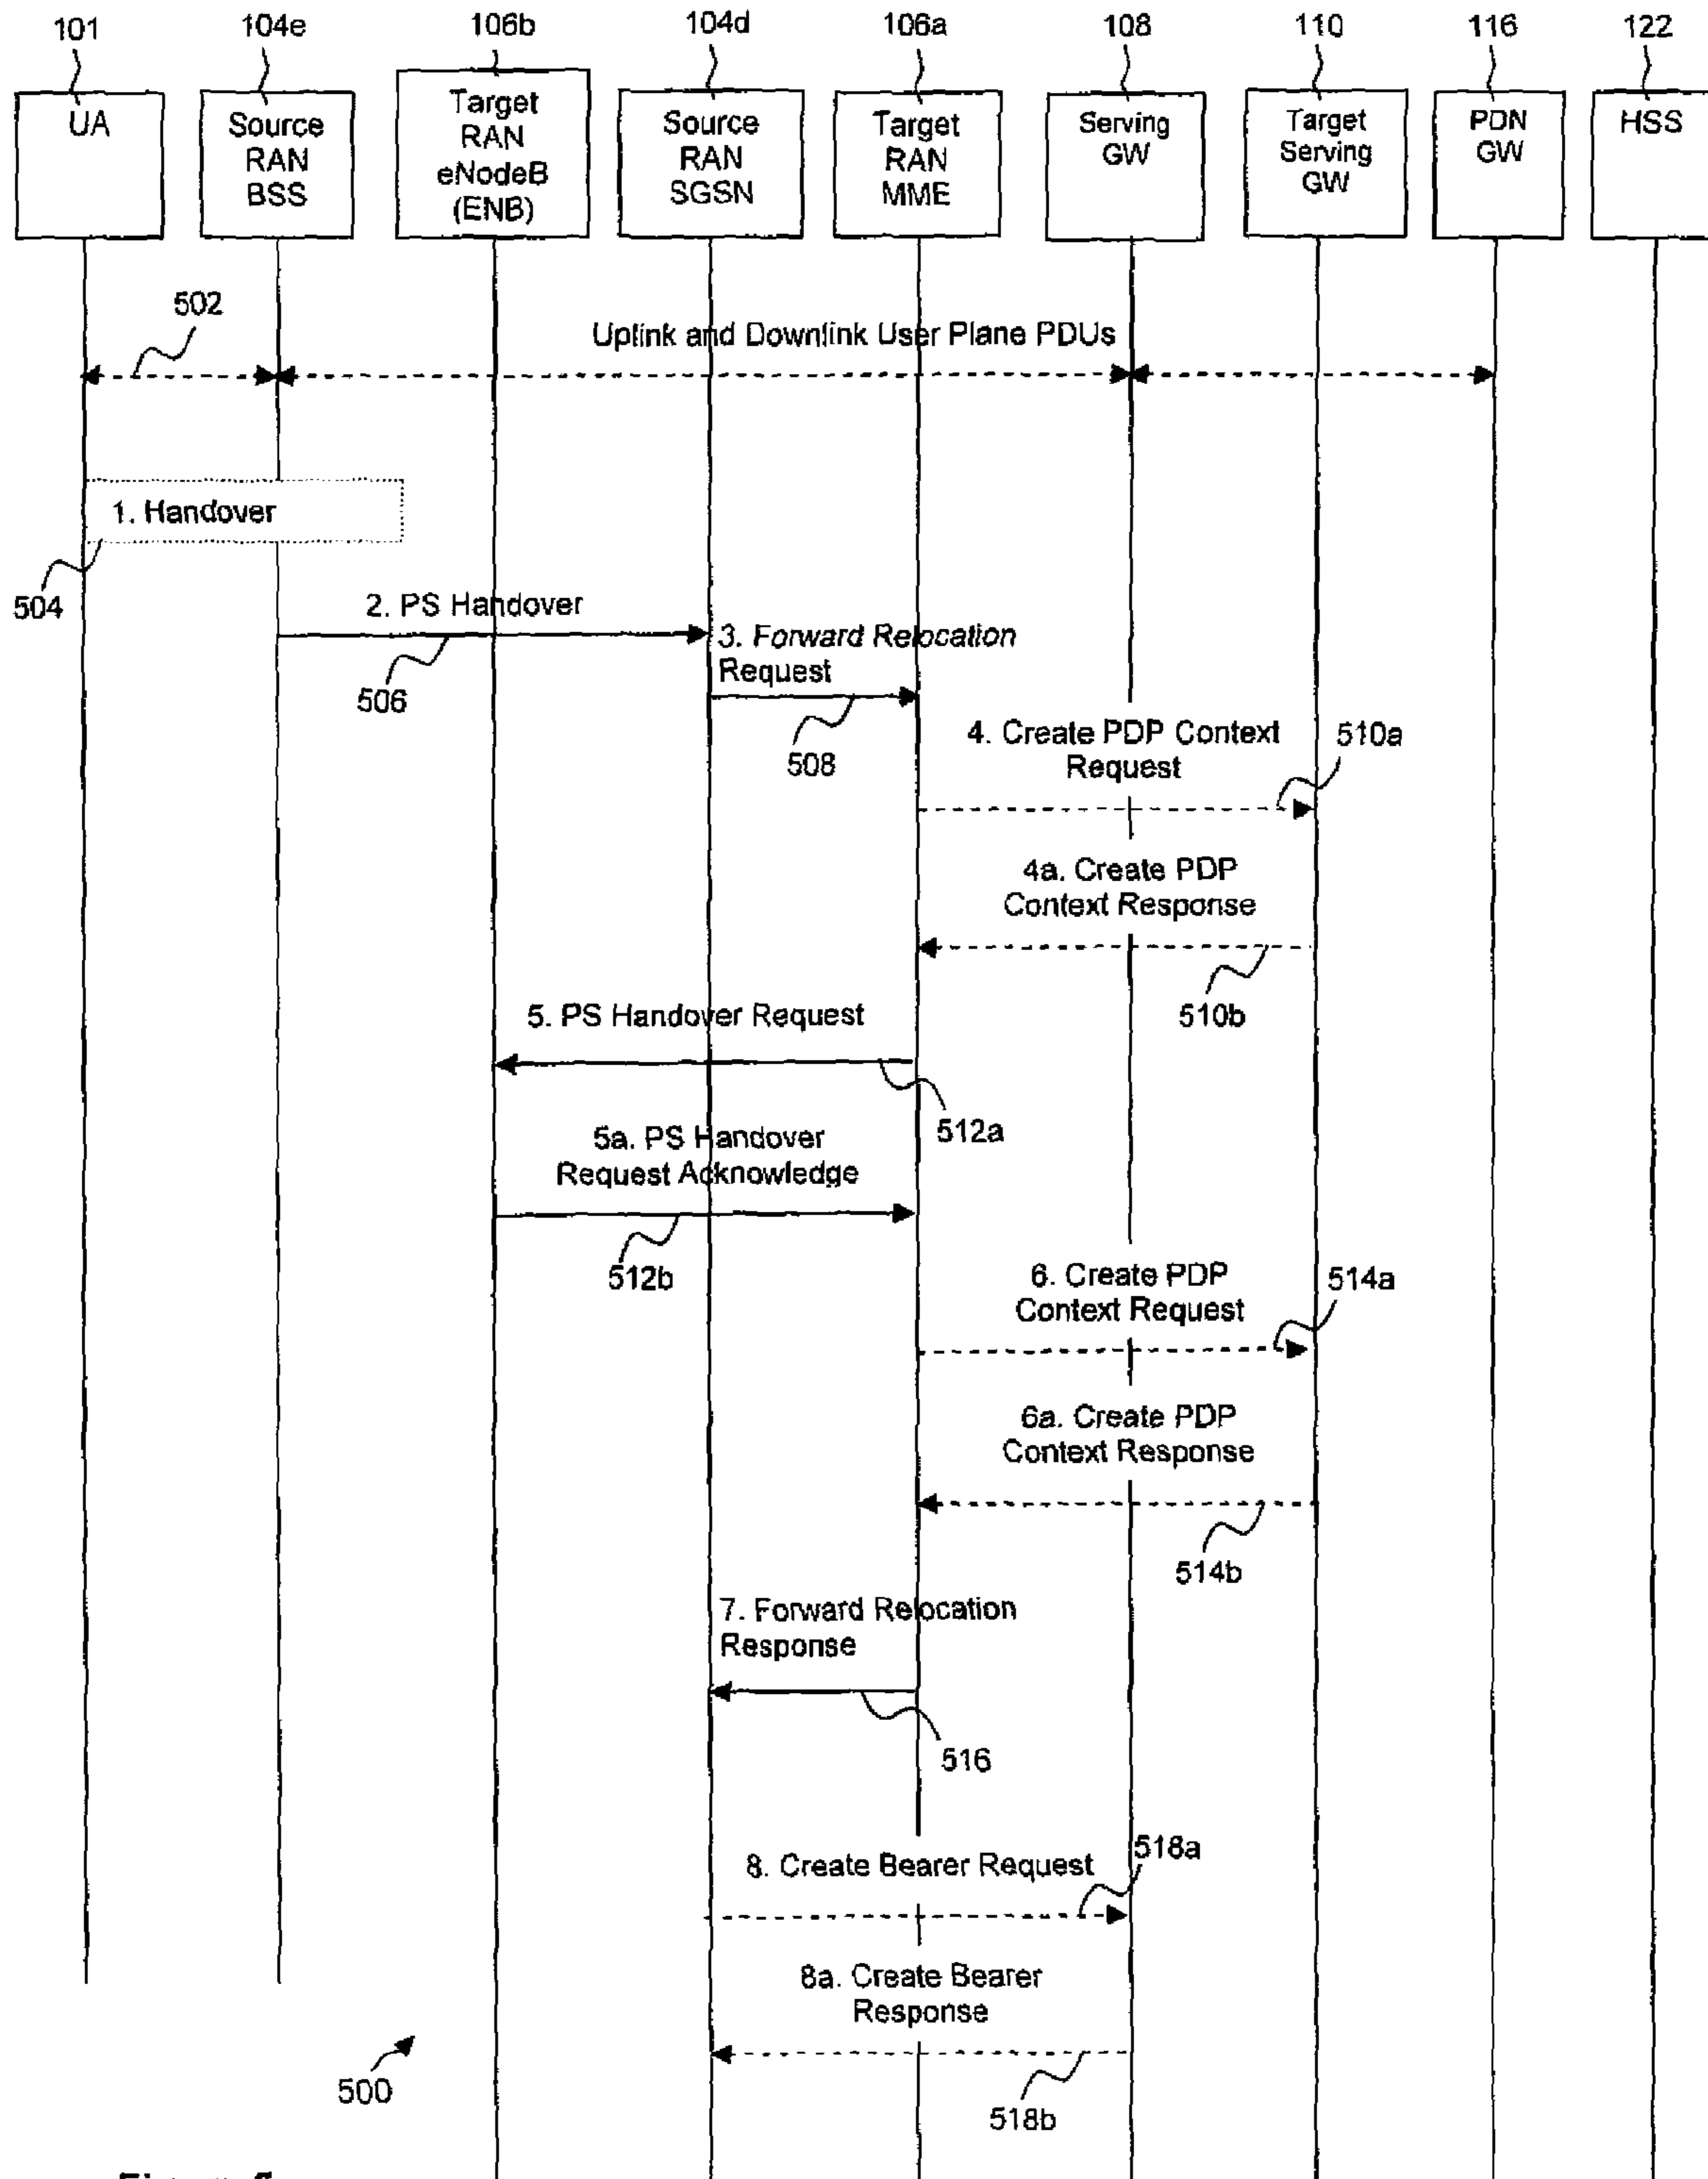 101 104e 106b 104d 106a 108 110 116 122
UA
Source
RAN
BSS
Target
RAN
eNodeB
(ENB)
Source
RAN
SGSN
Target
RAN
MME
Serving
GW
Target
Serving
GW
PDN
GW
HSS
502
Uplink and Downlink User Plane PDUs
1. Handover
504
2. PS Handover
506
3. Forward Relocation
Request
508
4. Create PDP Context
Request
510a
4a. Create PDP
Context Response
510b
5. PS Handover Request
512a
5a. PS Handover
Request Acknowledge
512b
6. Create PDP
Context Request
514a
6a. Create PDP
Context Response
514b
7. Forward Relocation
Response
516
8. Create Bearer Request
518a
8a. Create Bearer
Response
518b
500